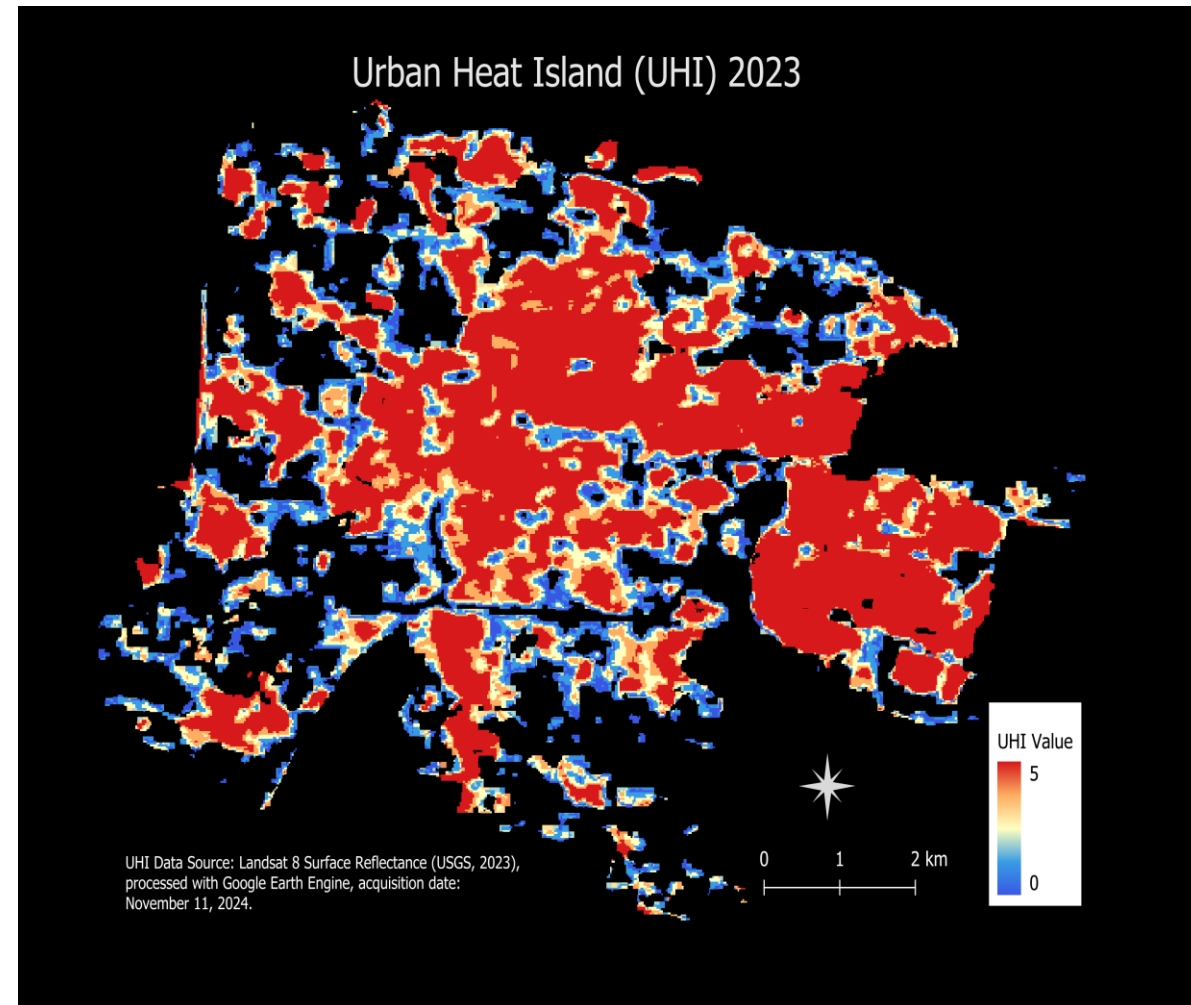 Urban Heat Island (UHI) 2023
UHI Value
5
0
0 1 2 km
UHI Data Source: Landsat 8 Surface Reflectance (USGS, 2023),
processed with Google Earth Engine, acquisition date:
November 11, 2024.